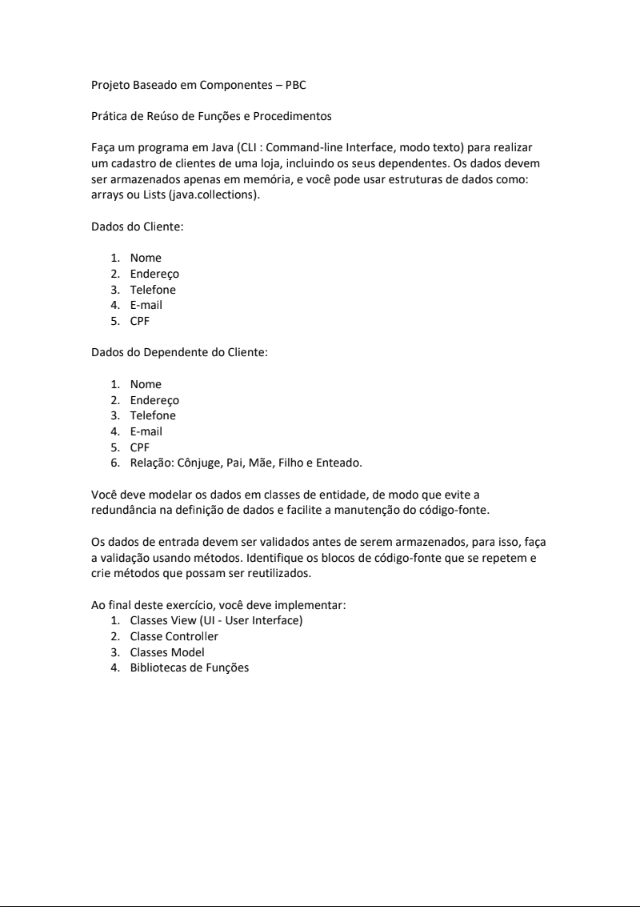 Projeto Baseado em Componentes – PBC
Prática de Reúso de Funções e Procedimentos
Faça um programa em Java (CLI : Command-line Interface, modo texto) para realizar
um cadastro de clientes de uma loja, incluindo os seus dependentes. Os dados devem
ser armazenados apenas em memória, e você pode usar estruturas de dados como:
arrays ou Lists (java.collections).
Dados do Cliente:
1. Nome
2. Endereço
3. Telefone
4. E-mail
5. CPF
Dados do Dependente do Cliente:
1. Nome
2. Endereço
3. Telefone
4. E-mail
5. CPF
6. Relação: Cônjuge, Pai, Mãe, Filho e Enteado.
Você deve modelar os dados em classes de entidade, de modo que evite a
redundância na definição de dados e facilite a manutenção do código-fonte.
Os dados de entrada devem ser validados antes de serem armazenados, para isso, faça
a validação usando métodos. Identifique os blocos de código-fonte que se repetem e
crie métodos que possam ser reutilizados.
Ao final deste exercício, você deve implementar:
1. Classes View (UI - User Interface)
2. Classe Controller
3. Classes Model
4. Bibliotecas de Funções